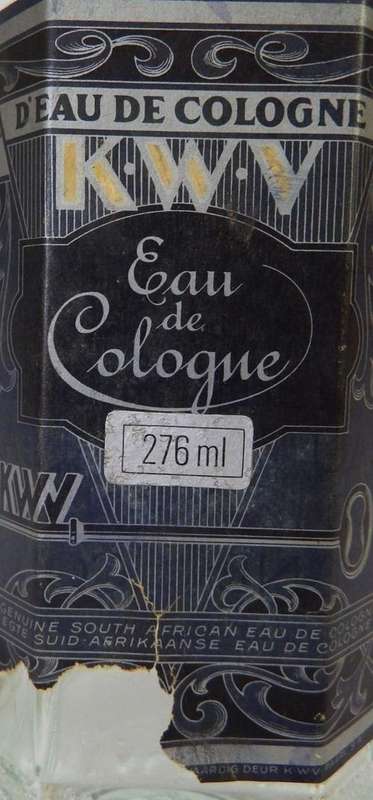 D'EAU DE COLOGNE
K·W·V
Eau
de
Cologne
276 ml
KWV
GENUINE SOUTH AFRICAN EAU DE COLOGNE
EGTE SUID-AFRIKAANSE EAU DE COLOGNE
DEUR K W V